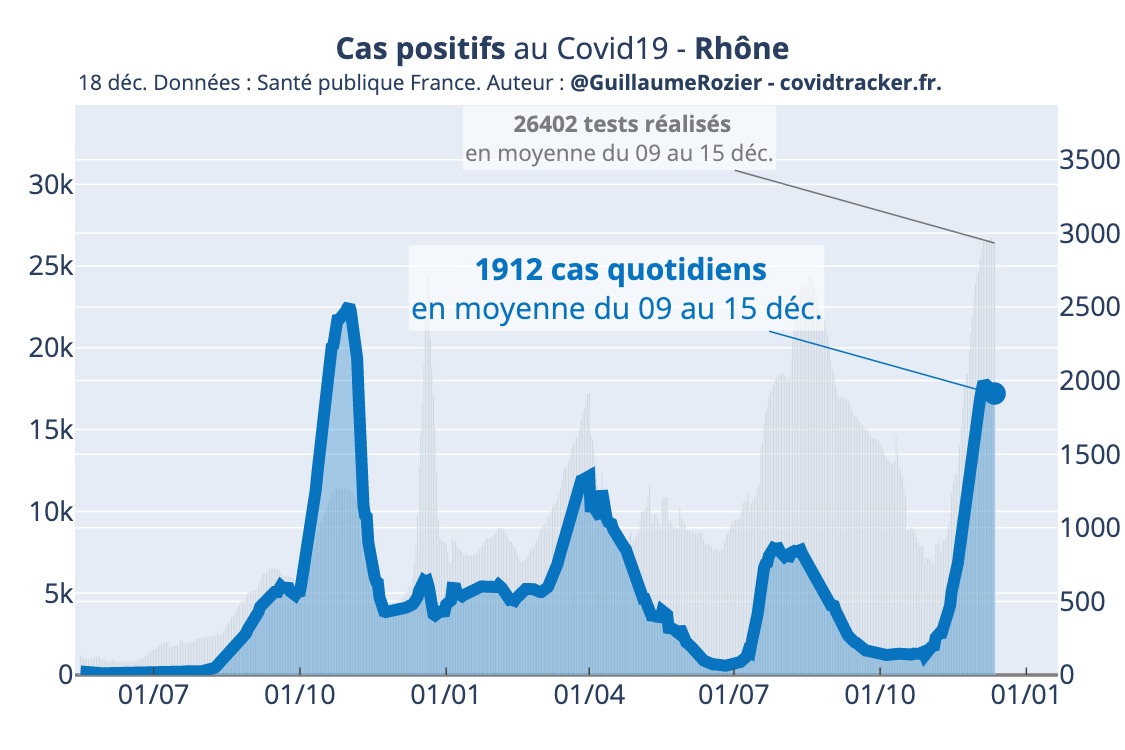 Cas positifs au Covid19 - Rhône
18 déc. Données : Santé publique France. Auteur : @GuillaumeRozier - covidtracker.fr.
26402 tests réalisés
en moyenne du 09 au 15 déc.
1912 cas quotidiens
en moyenne du 09 au 15 déc.
30k
25k
20k
15k
10k
5k
0
3500
3000
2500
2000
1500
1000
500
0
01/07 01/10 01/01 01/04 01/07 01/10 01/01